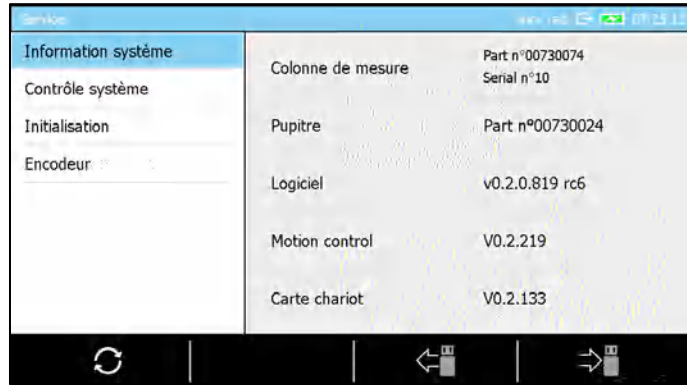 Service
Information système
Contrôle système
Initialisation
Encodeur
Colonne de mesure
Part n°00730074
Serial n°10
Pupitre
Part nº00730024
Logiciel
v0.2.0.819 rc6
Motion control
V0.2.219
Carte chariot
V0.2.133